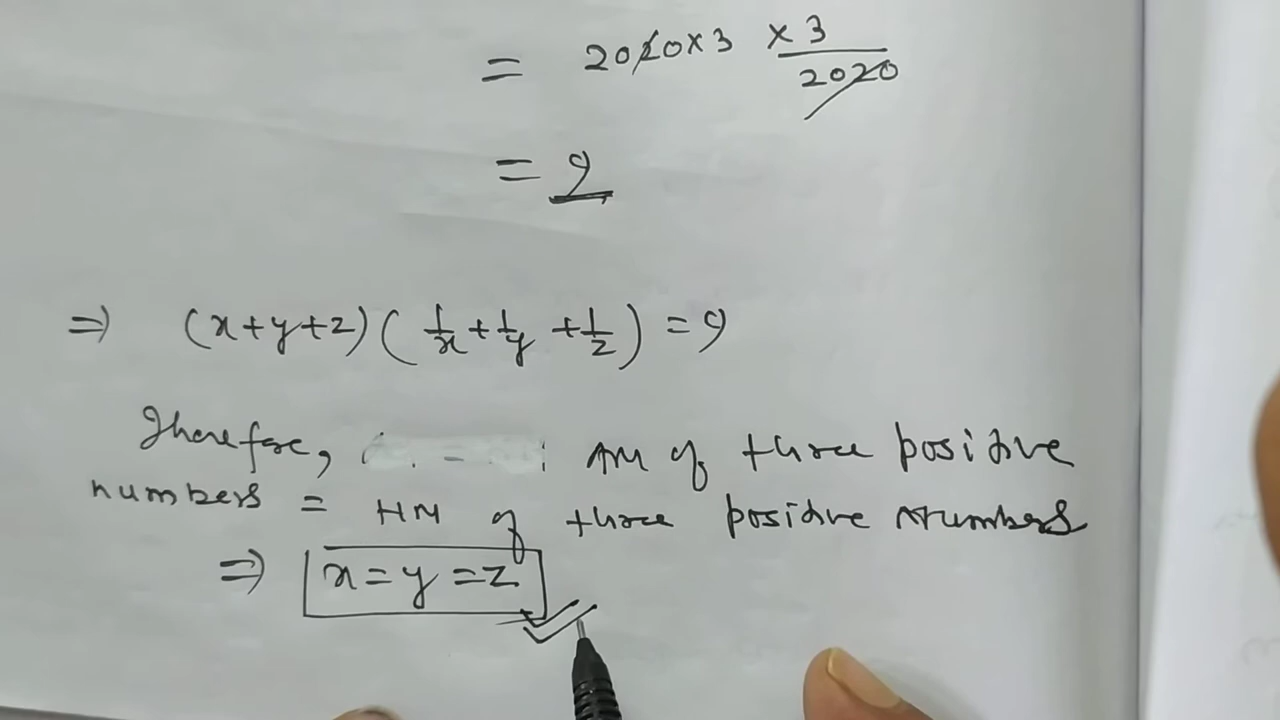 = 2020×3 × 3/2020
= 9
⇒ (x+y+z)(1/x+1/y+1/z) = 9
Therefore, AM of three positive
numbers = HM of three positive numbers
⇒ x=y=z